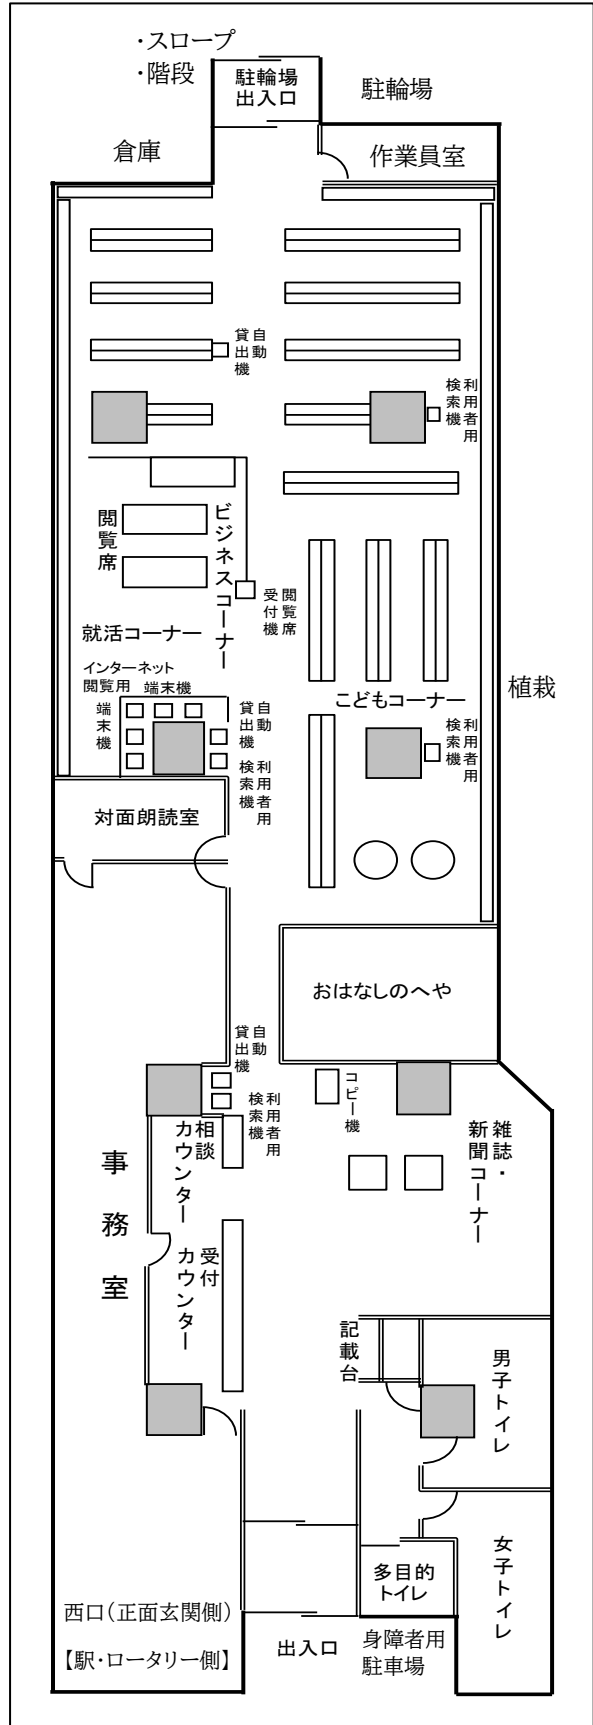 ・スロープ
・階段
駐輪場
出入口
駐輪場
倉庫
作業員室
自動
貸出機
利用者用
検索機
閲覧席
ビジネスコーナー
閲覧席
受付機
就活コーナー
インターネット
閲覧用 端末機
端末機
自動
貸出機
利用者用
検索機
こどもコーナー
利用者用
検索機
植栽
対面朗読室
おはなしのへや
自動
貸出機
利用者用
検索機
コピー機
相談
カウンター
雑誌・
新聞コーナー
事務室
受付
カウンター
記載台
男子トイレ
女子トイレ
多目的
トイレ
西口(正面玄関側)
【駅・ロータリー側】
出入口
身障者用
駐車場